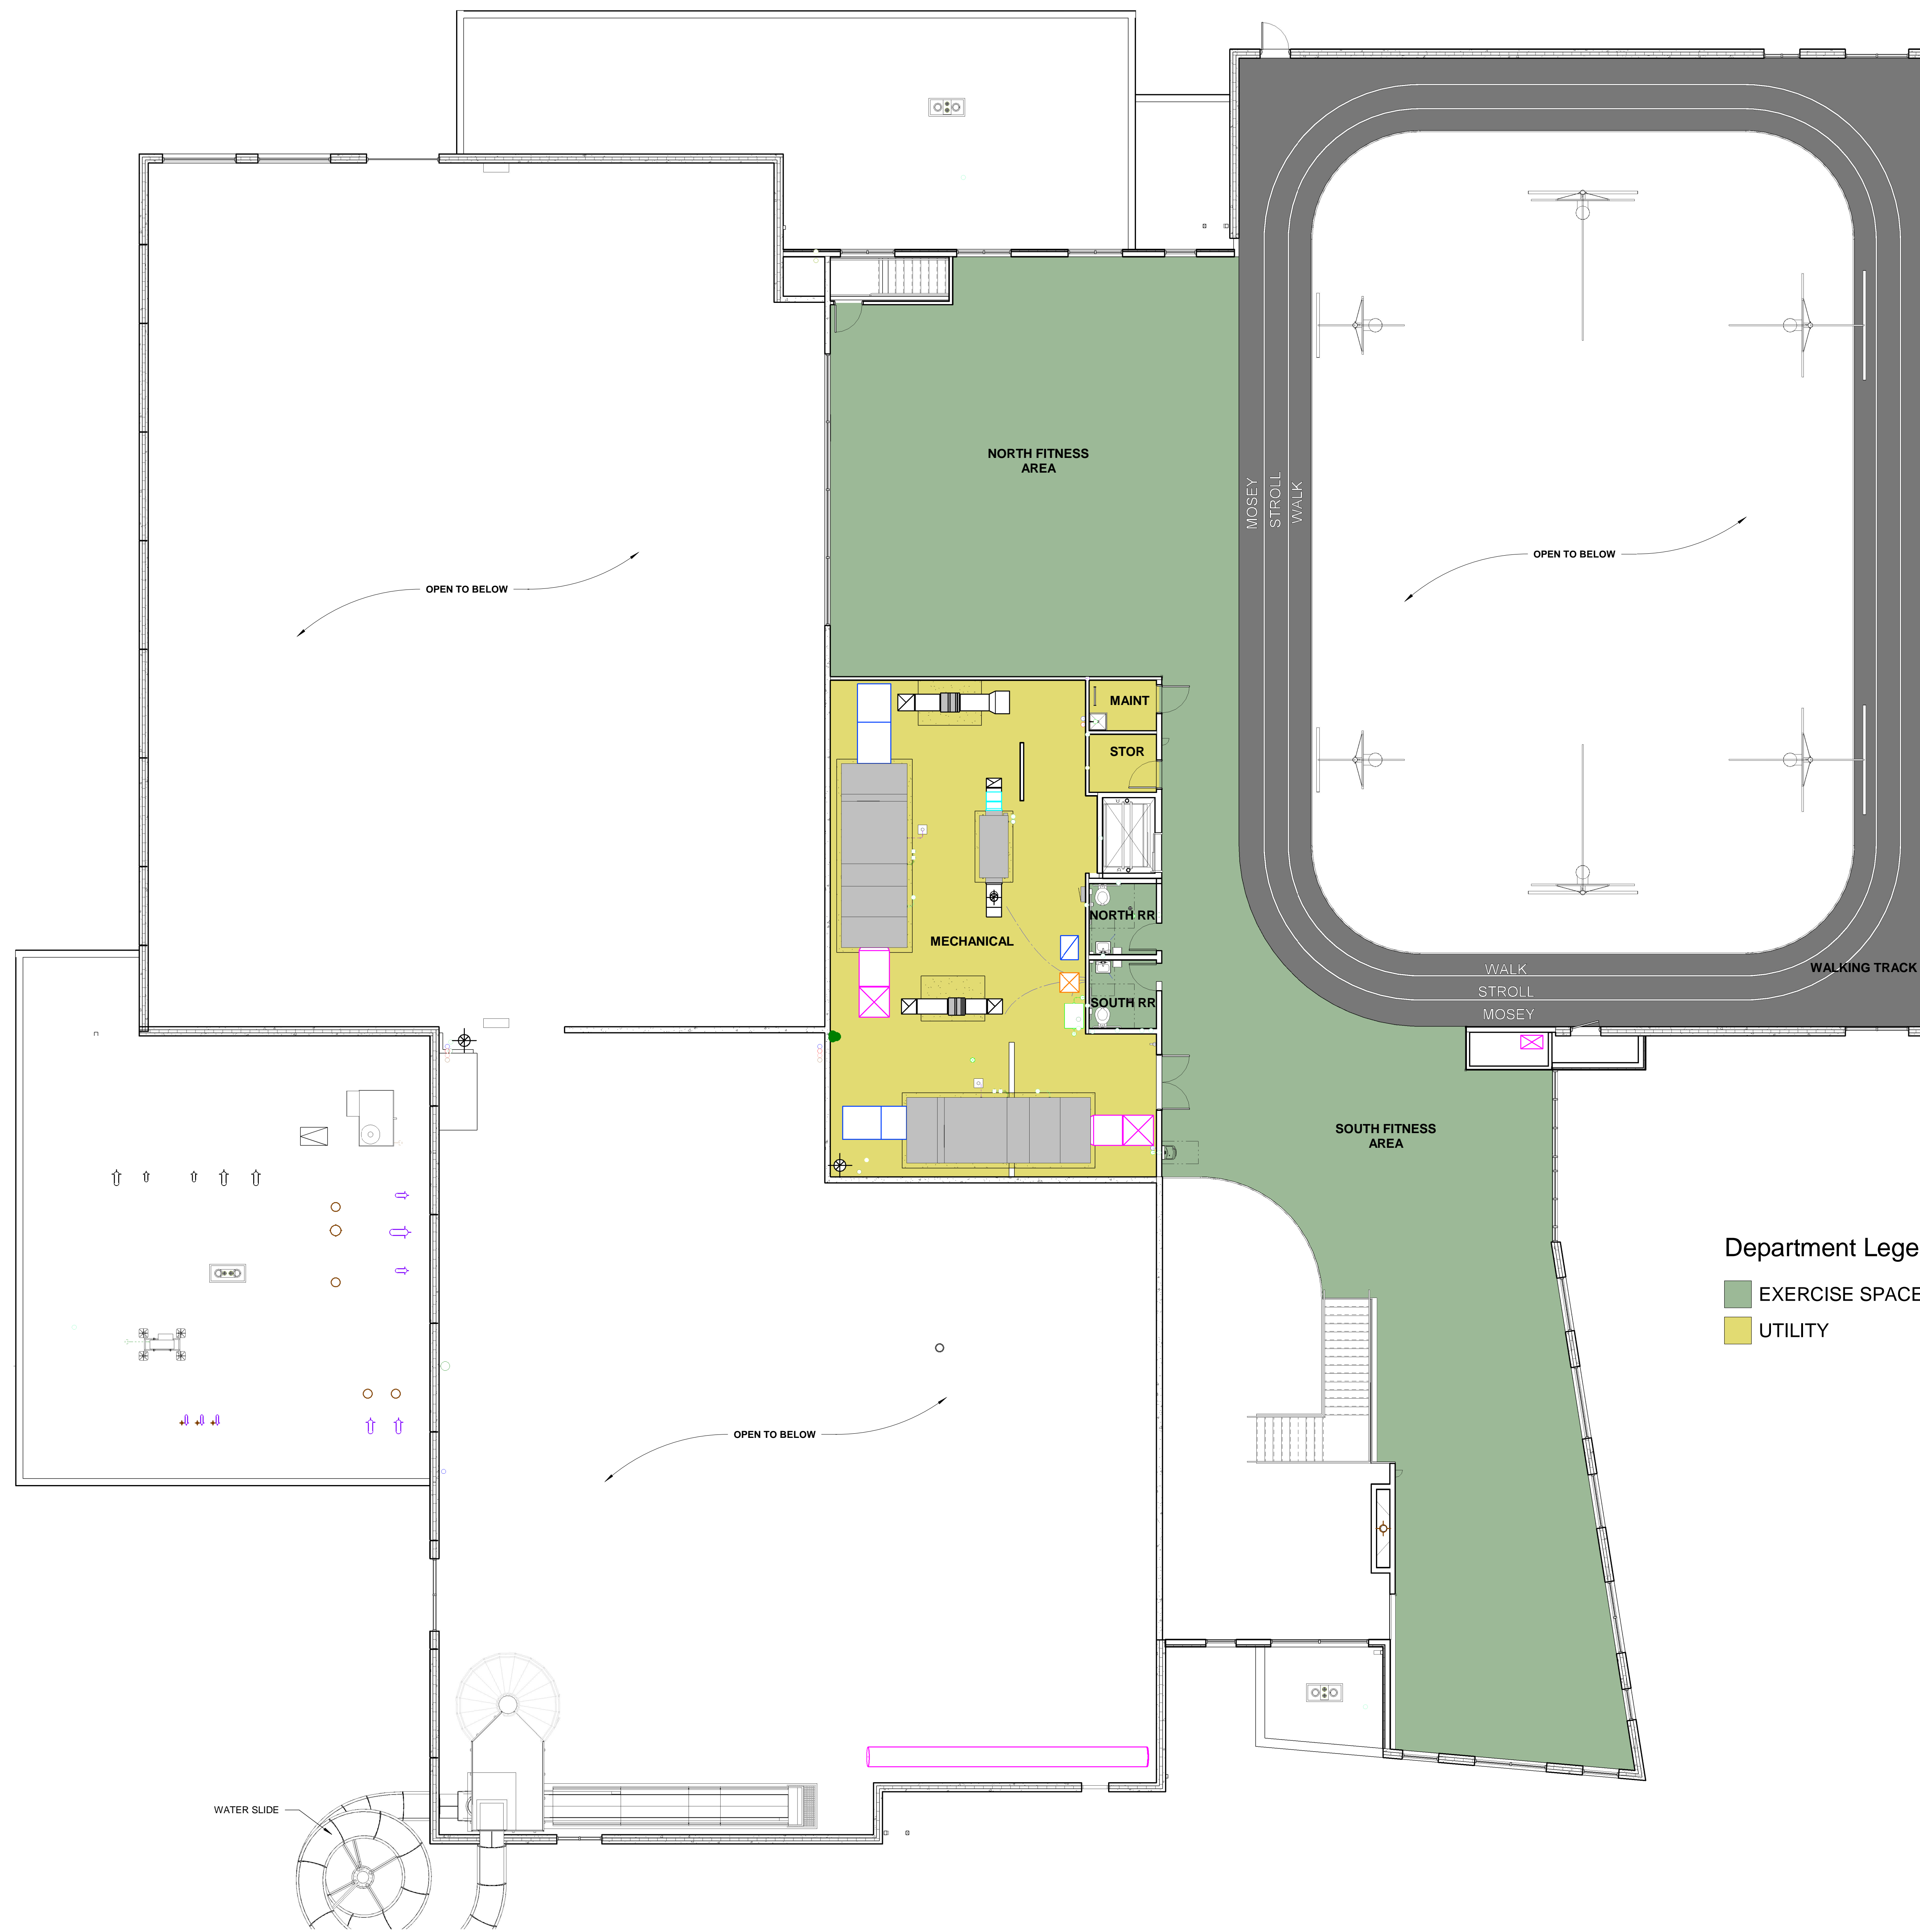 NORTH FITNESS
AREA
MOSEY
STROLL
WALK
OPEN TO BELOW
OPEN TO BELOW
MAINT
STOR
NORTH RR
MECHANICAL
SOUTH RR
WALK
STROLL
MOSEY
WALKING TRACK
SOUTH FITNESS
AREA
Department Lege
EXERCISE SPACE
UTILITY
OPEN TO BELOW
WATER SLIDE